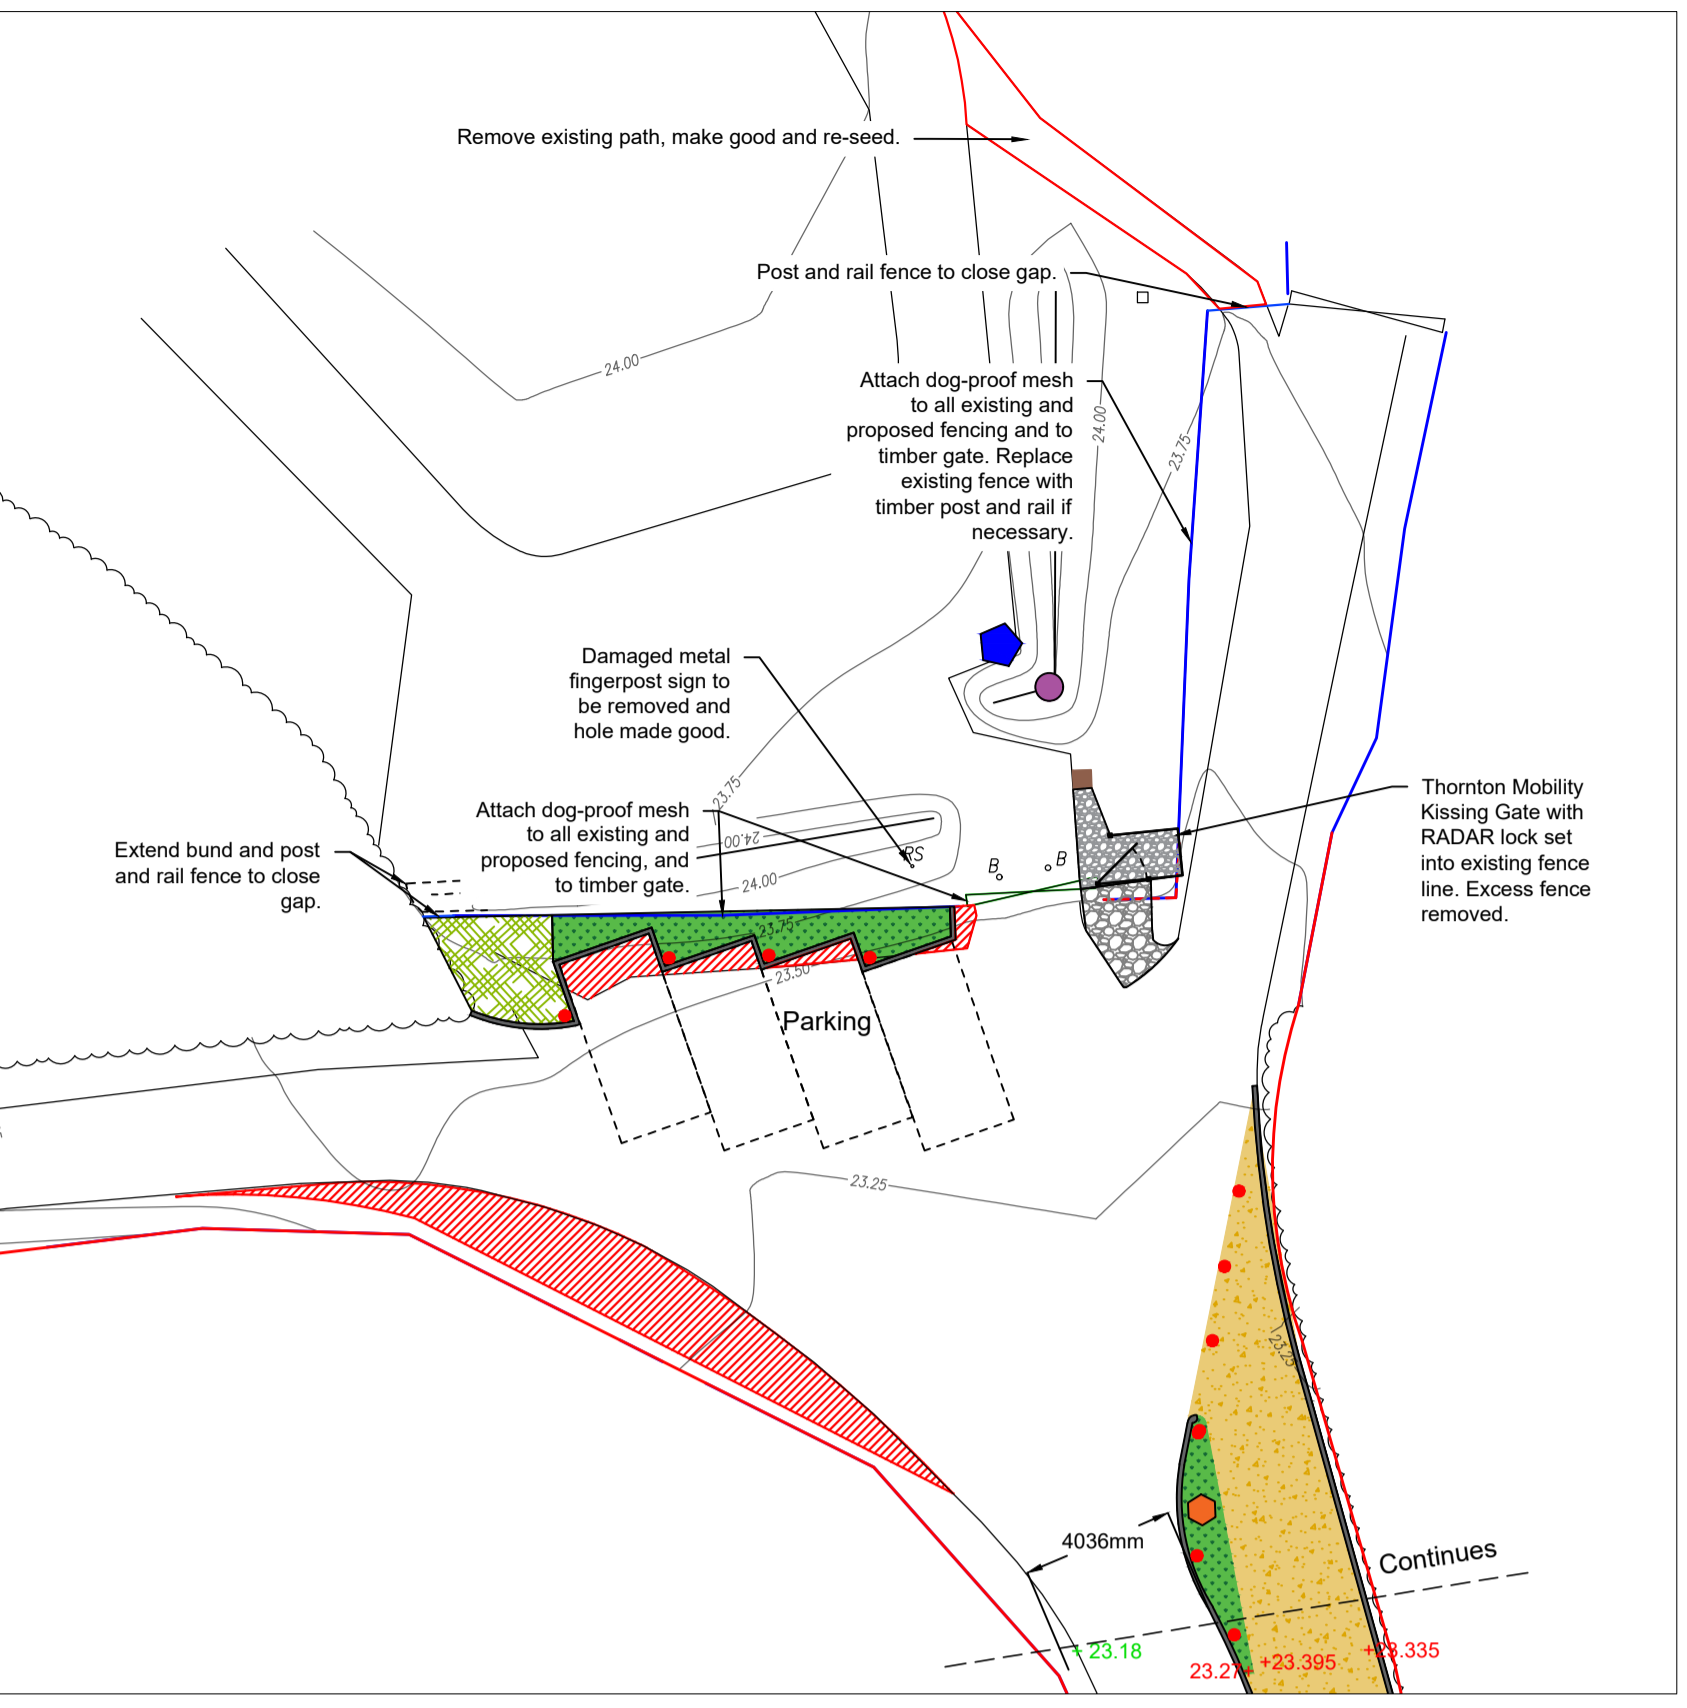 Remove existing path, make good and re-seed.
Post and rail fence to close gap.
24.00
Attach dog-proof mesh
to all existing and
proposed fencing and to
timber gate. Replace
existing fence with
timber post and rail if
necessary.
24.00
23.75
Damaged metal
fingerpost sign to
be removed and
hole made good.
23.75
Attach dog-proof mesh
to all existing and
proposed fencing, and
to timber gate.
24.00
24.00
RS
B
B
Thornton Mobility
Kissing Gate with
RADAR lock set
into existing fence
line. Excess fence
removed.
Extend bund and post
and rail fence to close
gap.
23.75
23.50
Parking
23.25
23.25
4036mm
Continues
+ 23.18
23.27+
+23.395
+23.335